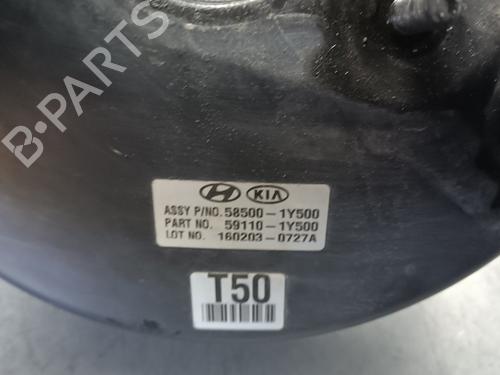 B-PARTS
KIA
ASSY P/NO. 58500-1Y500
PART NO. 59110-1Y500
LOT NO. 160203-0727A
T50